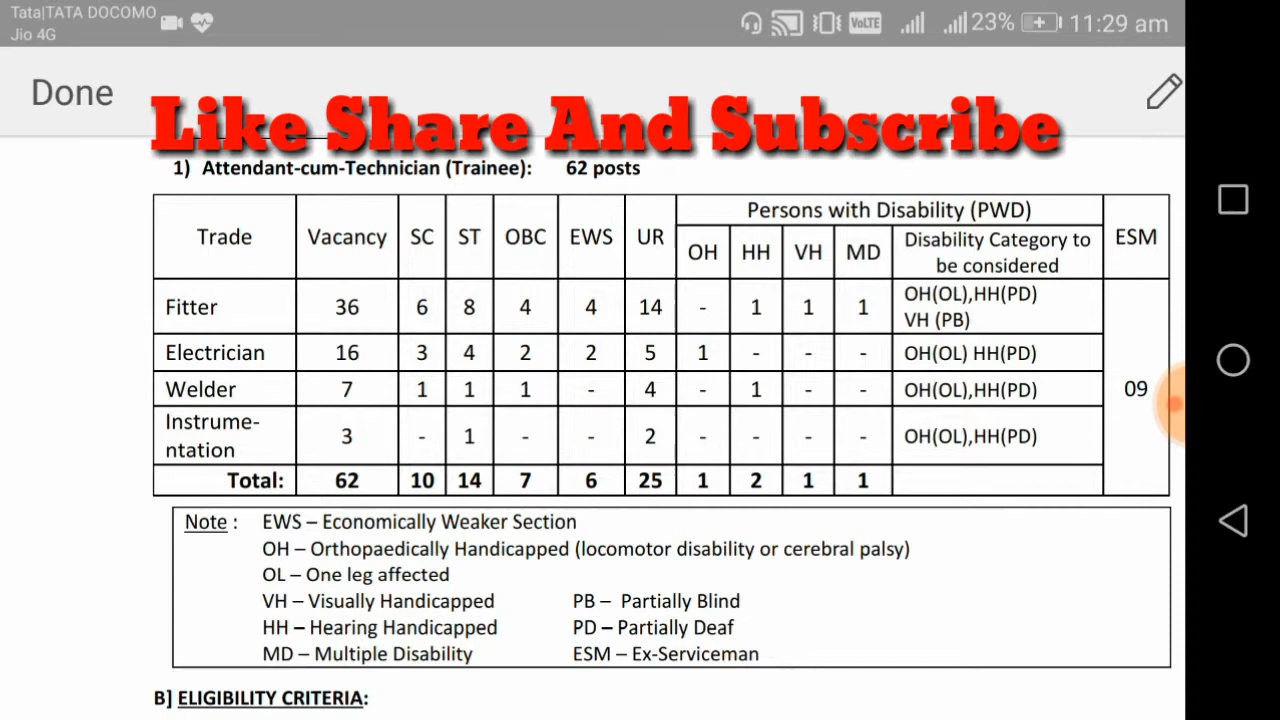 Tata|TATA DOCOMO
Jio 4G
VoLTE 23% 11:29 am
Done
Like Share And Subscribe
1) Attendant-cum-Technician (Trainee): 62 posts
Trade Vacancy SC ST OBC EWS UR Persons with Disability (PWD) ESM
OH HH VH MD Disability Category to
be considered
Fitter 36 6 8 4 4 14 - 1 1 1 OH(OL),HH(PD)
VH (PB)
Electrician 16 3 4 2 2 5 1 - - - OH(OL) HH(PD)
Welder 7 1 1 1 - 4 - 1 - - OH(OL),HH(PD) 09
Instrume-
ntation 3 - 1 - - 2 - - - - OH(OL),HH(PD)
Total: 62 10 14 7 6 25 1 2 1 1
Note : EWS – Economically Weaker Section
OH – Orthopaedically Handicapped (locomotor disability or cerebral palsy)
OL – One leg affected
VH – Visually Handicapped PB – Partially Blind
HH – Hearing Handicapped PD – Partially Deaf
MD – Multiple Disability ESM – Ex-Serviceman
B] ELIGIBILITY CRITERIA: